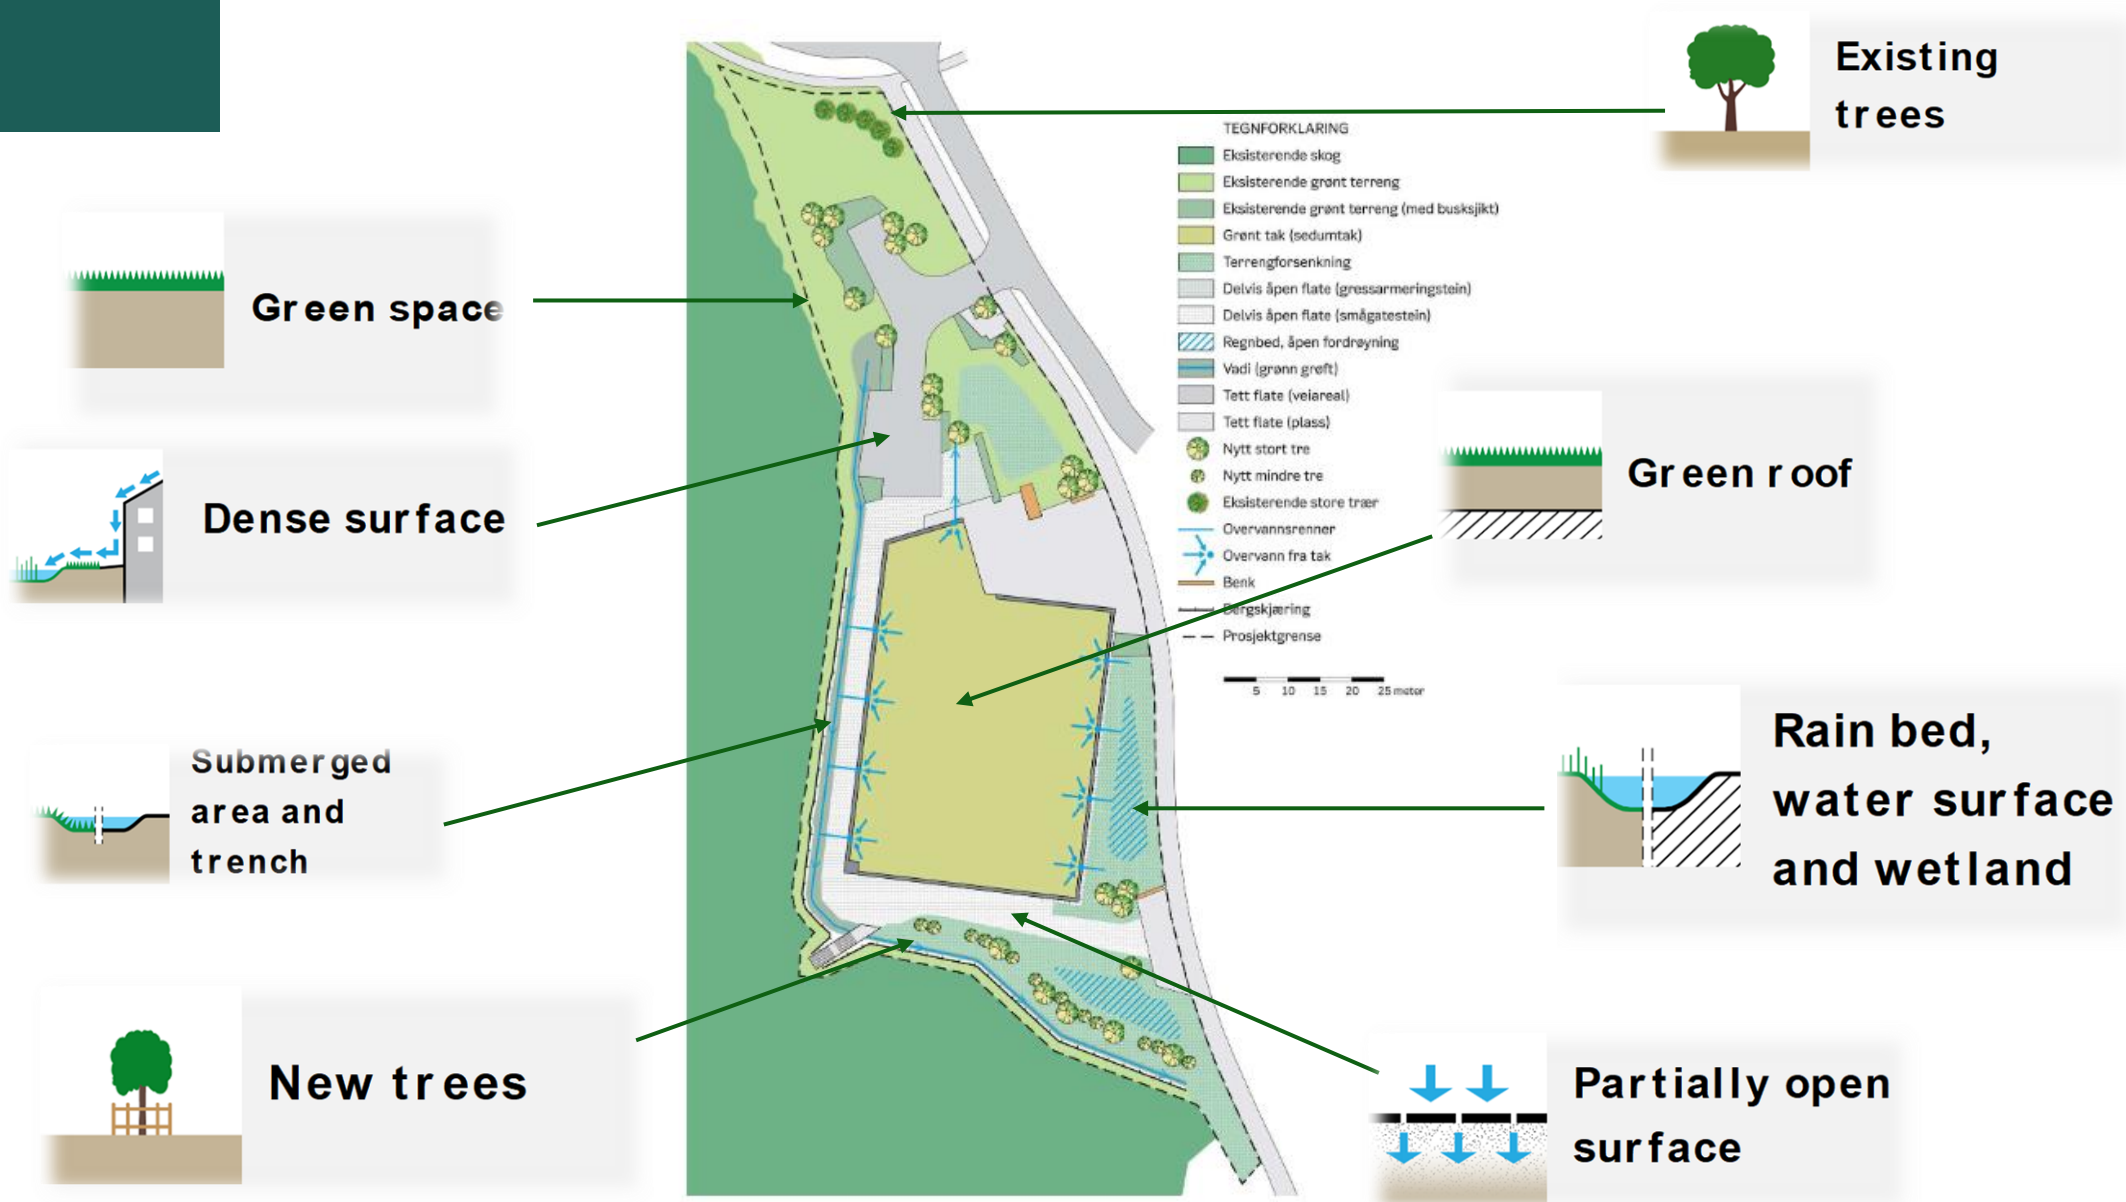 Existing
trees
TEGNFORKLARING
Eksisterende skog
Eksisterende grønt terreng
Eksisterende grønt terreng (med busksjikt)
Grønt tak (sedumtak)
Terrengforsenkning
Delvis åpen flate (gressarmeringstein)
Delvis åpen flate (smågatestein)
Regnbed, åpen fordrøyning
Vadi (grønn grøft)
Tett flate (veiareal)
Tett flate (plass)
Nytt stort tre
Nytt mindre tre
Eksisterende store trær
Overvannsrenner
Overvann fra tak
Benk
Bergskjæring
Prosjektgrense
5 10 15 20 25 meter
Green space
Dense surface
Submerged
area and
trench
New trees
Green roof
Rain bed,
water surface
and wetland
Partially open
surface